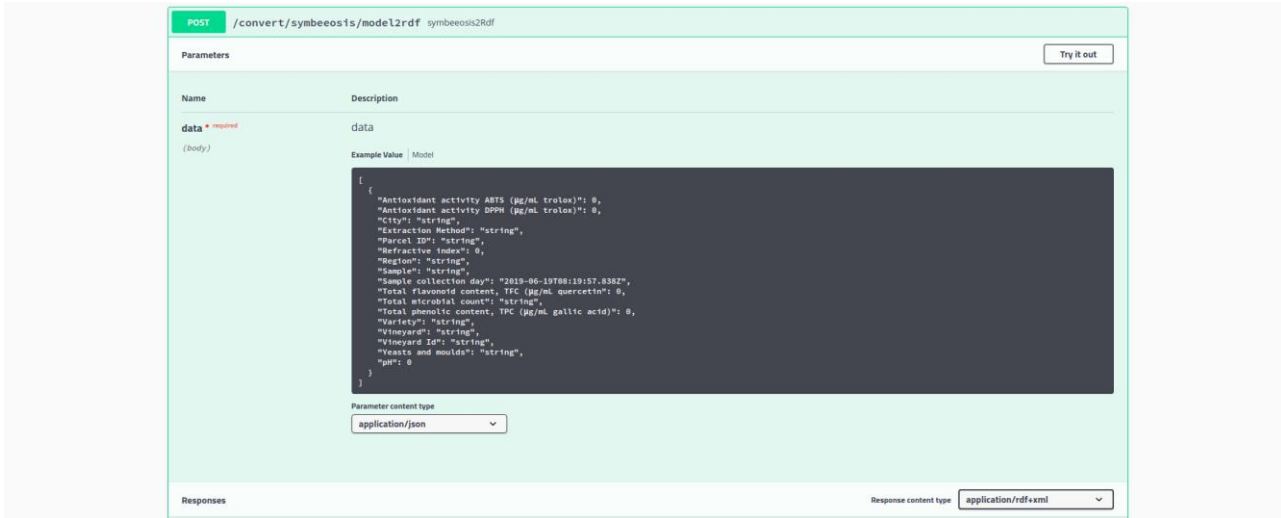 POST /convert/symbeeosis/model2rdf symbeeosis2Rdf
Parameters Try it out
Name Description
data * required data
(body)
Example Value Model
[
{
"Antioxidant activity ABTS (µg/mL trolox)": 0,
"Antioxidant activity DPPH (µg/mL trolox)": 0,
"City": "string",
"Extraction Method": "string",
"Parcel ID": "string",
"Refractive index": 0,
"Region": "string",
"Sample": "string",
"Sample collection day": "2019-06-19T08:19:57.838Z",
"Total flavonoid content, TFC (µg/mL quercetin": 0,
"Total microbial count": "string",
"Total phenolic content, TPC (µg/mL gallic acid)": 0,
"Variety": "string",
"Vineyard": "string",
"Vineyard Id": "string",
"Yeasts and moulds": "string",
"pH": 0
}
]
Parameter content type
application/json
Responses Response content type application/rdf+xml